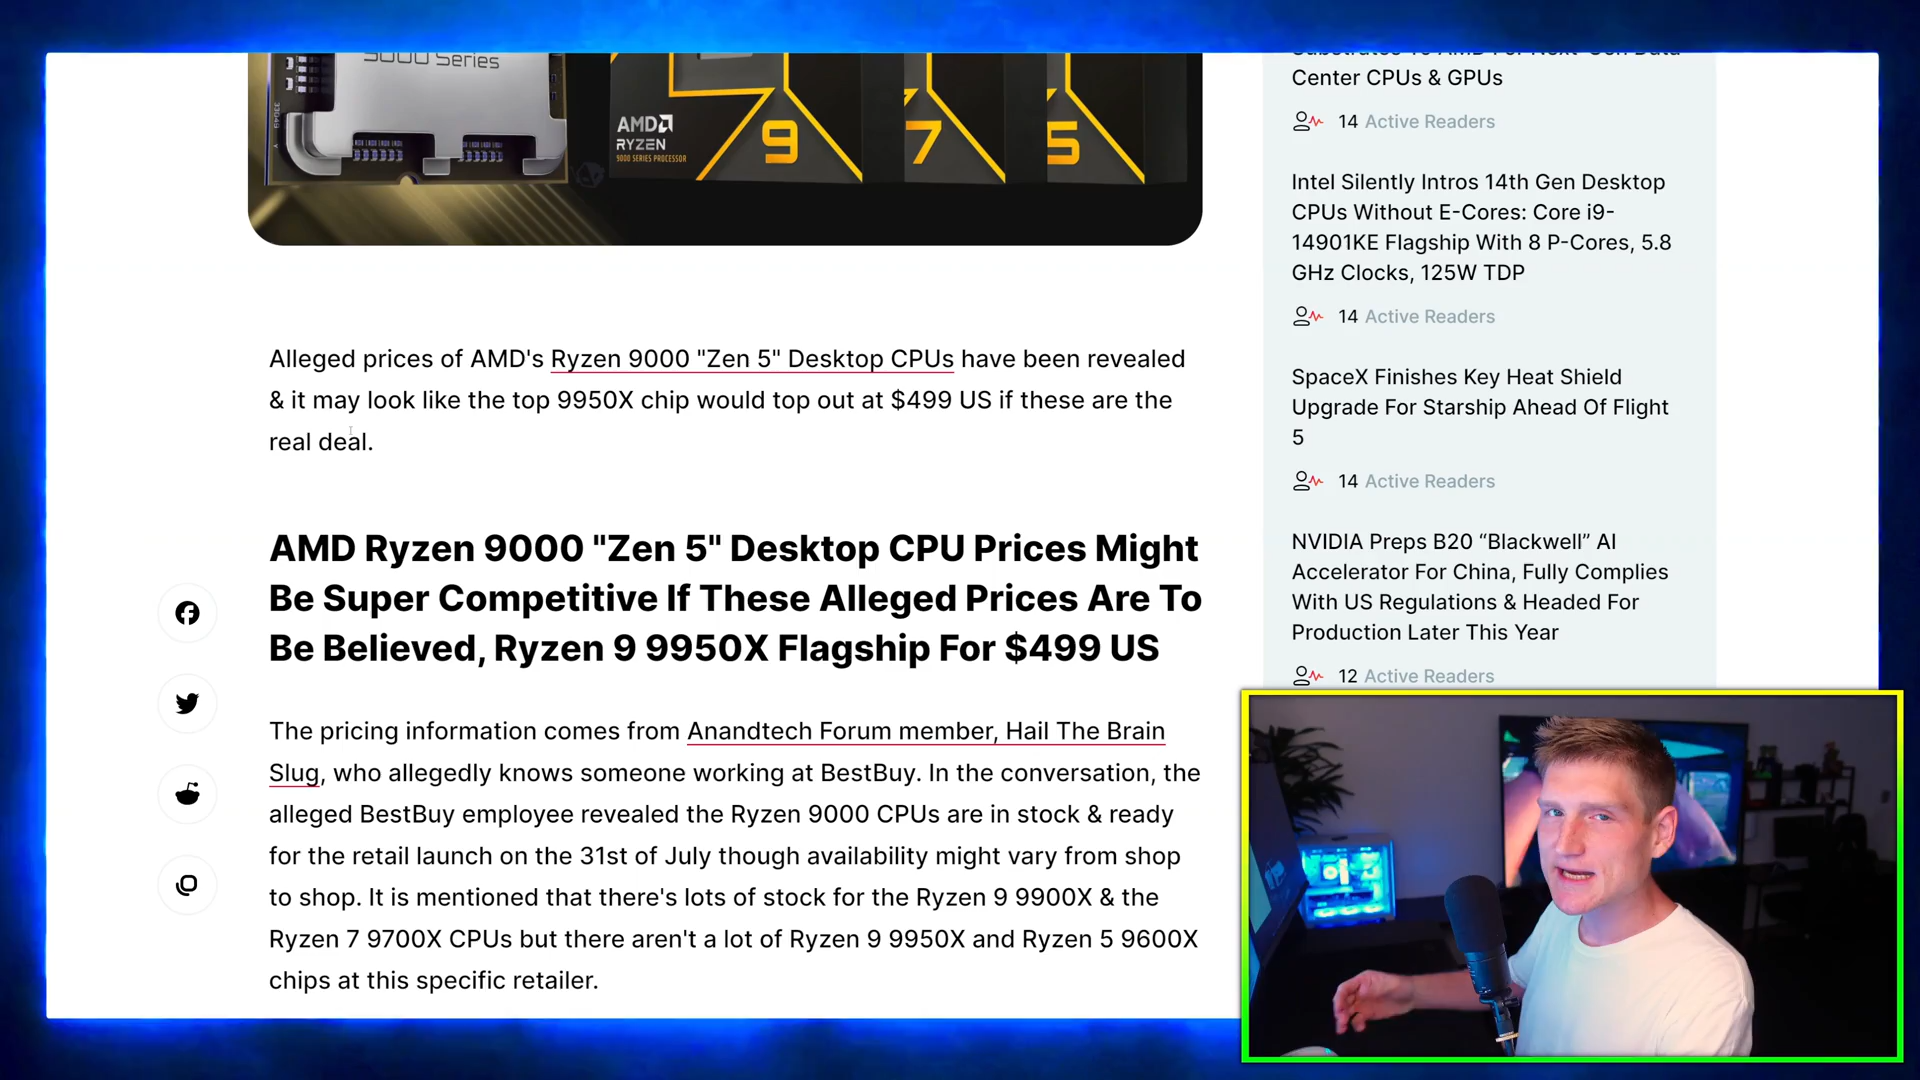 9000 Series
AMD
RYZEN
9000 SERIES PROCESSOR
9
7
5
Alleged prices of AMD's Ryzen 9000 "Zen 5" Desktop CPUs have been revealed
& it may look like the top 9950X chip would top out at $499 US if these are the
real deal.
AMD Ryzen 9000 "Zen 5" Desktop CPU Prices Might
Be Super Competitive If These Alleged Prices Are To
Be Believed, Ryzen 9 9950X Flagship For $499 US
The pricing information comes from Anandtech Forum member, Hail The Brain
Slug, who allegedly knows someone working at BestBuy. In the conversation, the
alleged BestBuy employee revealed the Ryzen 9000 CPUs are in stock & ready
for the retail launch on the 31st of July though availability might vary from shop
to shop. It is mentioned that there's lots of stock for the Ryzen 9 9900X & the
Ryzen 7 9700X CPUs but there aren't a lot of Ryzen 9 9950X and Ryzen 5 9600X
chips at this specific retailer.
Substrates To AMD For Next-Gen Data
Center CPUs & GPUs
14 Active Readers
Intel Silently Intros 14th Gen Desktop
CPUs Without E-Cores: Core i9-
14901KE Flagship With 8 P-Cores, 5.8
GHz Clocks, 125W TDP
14 Active Readers
SpaceX Finishes Key Heat Shield
Upgrade For Starship Ahead Of Flight
5
14 Active Readers
NVIDIA Preps B20 “Blackwell” AI
Accelerator For China, Fully Complies
With US Regulations & Headed For
Production Later This Year
12 Active Readers